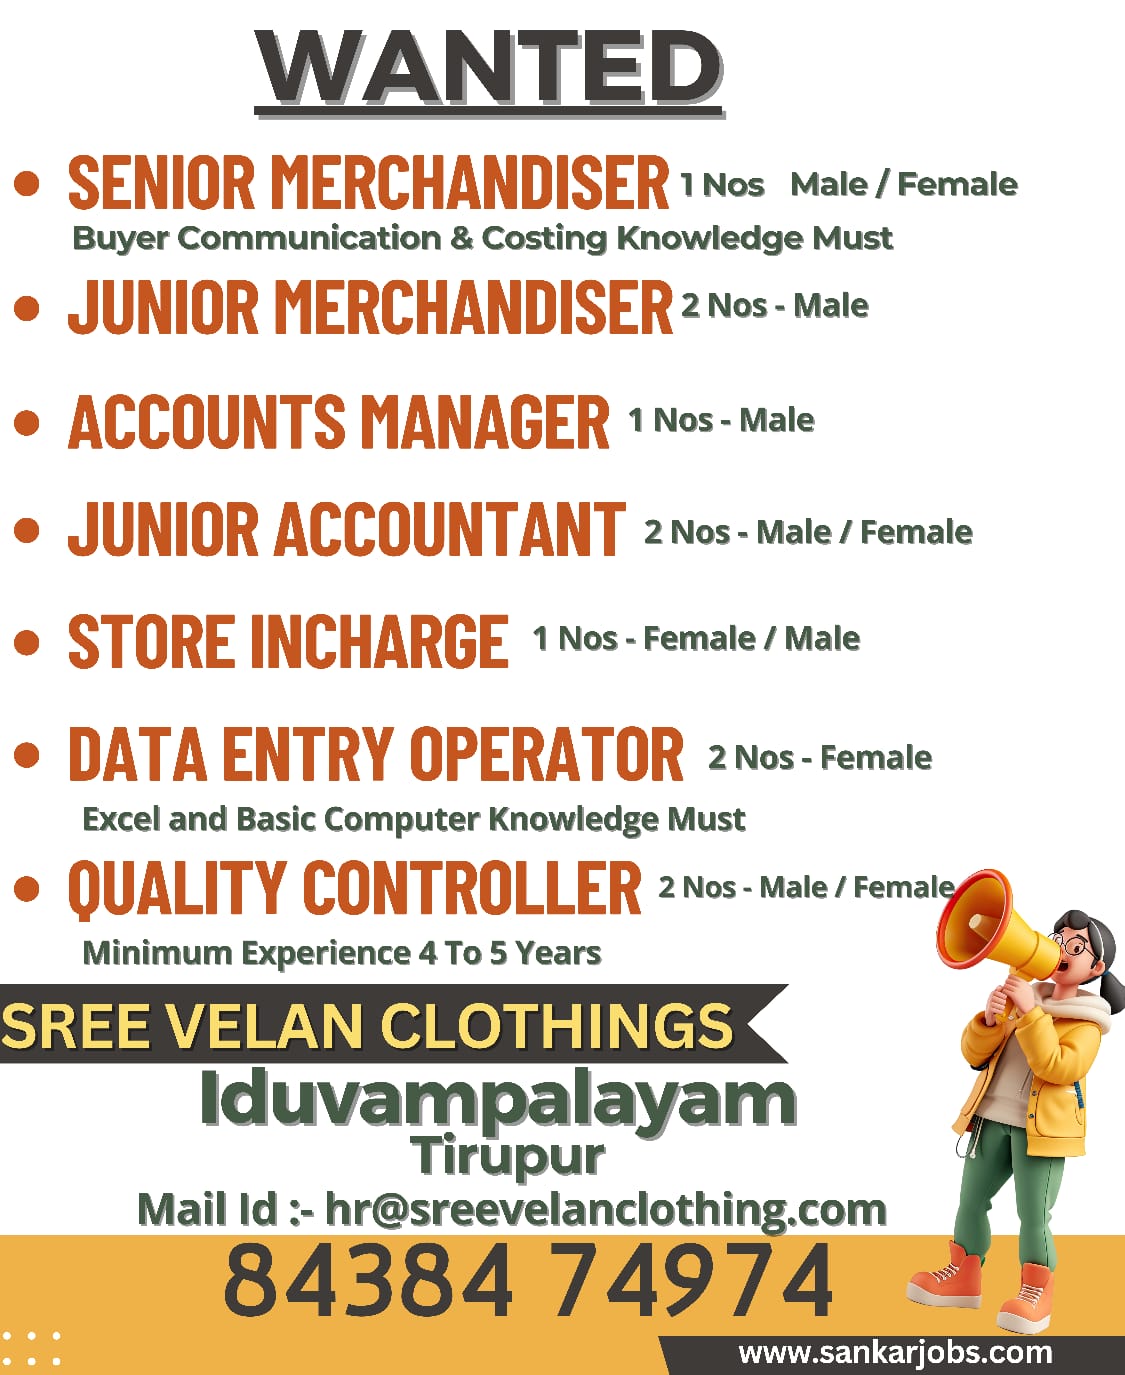 WANTED
• SENIOR MERCHANDISER 1 Nos Male / Female
Buyer Communication & Costing Knowledge Must
• JUNIOR MERCHANDISER 2 Nos - Male
• ACCOUNTS MANAGER 1 Nos - Male
• JUNIOR ACCOUNTANT 2 Nos - Male / Female
• STORE INCHARGE 1 Nos - Female / Male
• DATA ENTRY OPERATOR 2 Nos - Female
Excel and Basic Computer Knowledge Must
• QUALITY CONTROLLER 2 Nos - Male / Female
Minimum Experience 4 To 5 Years
SREE VELAN CLOTHINGS
Iduvampalayam
Tirupur
Mail Id :- hr@sreevelanclothing.com
84384 74974
www.sankarjobs.com